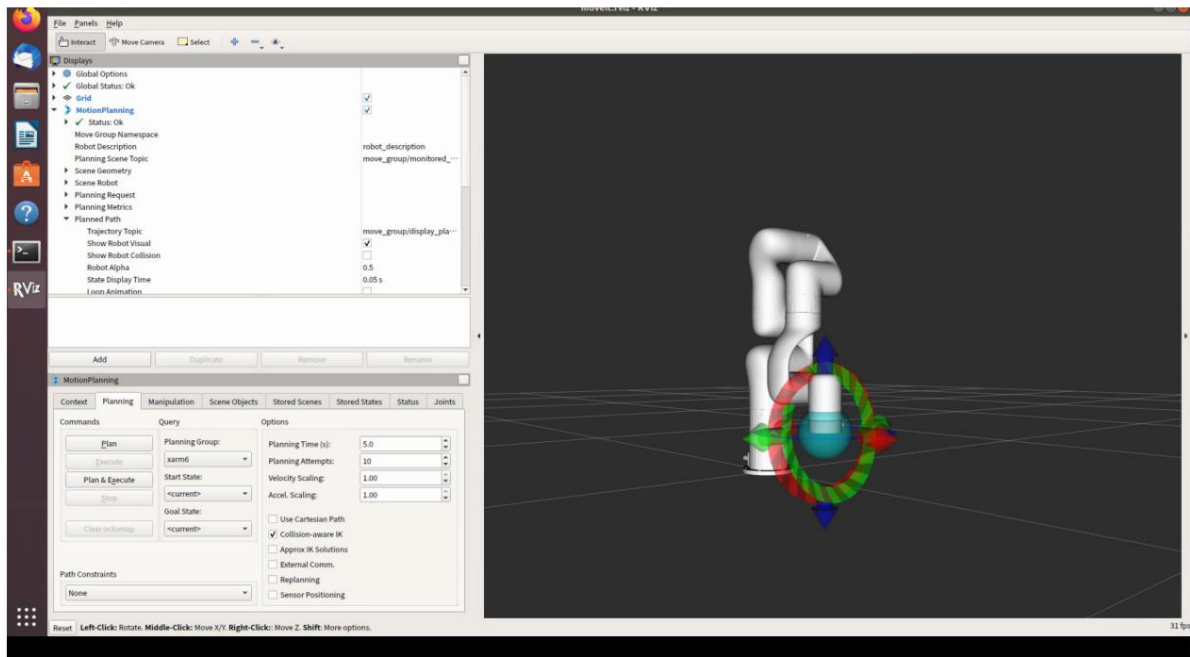 moveit.rviz - RViz
File Panels Help
Interact Move Camera Select
Displays
Global Options
Global Status: Ok
Grid
MotionPlanning
Status: Ok
Move Group Namespace
Robot Description robot_description
Planning Scene Topic move_group/monitored_···
Scene Geometry
Scene Robot
Planning Request
Planning Metrics
Planned Path
Trajectory Topic move_group/display_pla···
Show Robot Visual
Show Robot Collision
Robot Alpha 0.5
State Display Time 0.05 s
Loop Animation
Add Duplicate Remove Rename
MotionPlanning
Context Planning Manipulation Scene Objects Stored Scenes Stored States Status Joints
Commands Query Options
Plan Planning Group: Planning Time (s): 5.0
Execute xarm6 Planning Attempts: 10
Plan & Execute Start State: Velocity Scaling: 1.00
Stop <current> Accel. Scaling: 1.00
Goal State: Use Cartesian Path
Clear octomap <current> Collision-aware IK
Approx IK Solutions
External Comm.
Path Constraints Replanning
None Sensor Positioning
Reset Left-Click: Rotate. Middle-Click: Move X/Y. Right-Click:: Move Z. Shift: More options. 31 fps
RViz